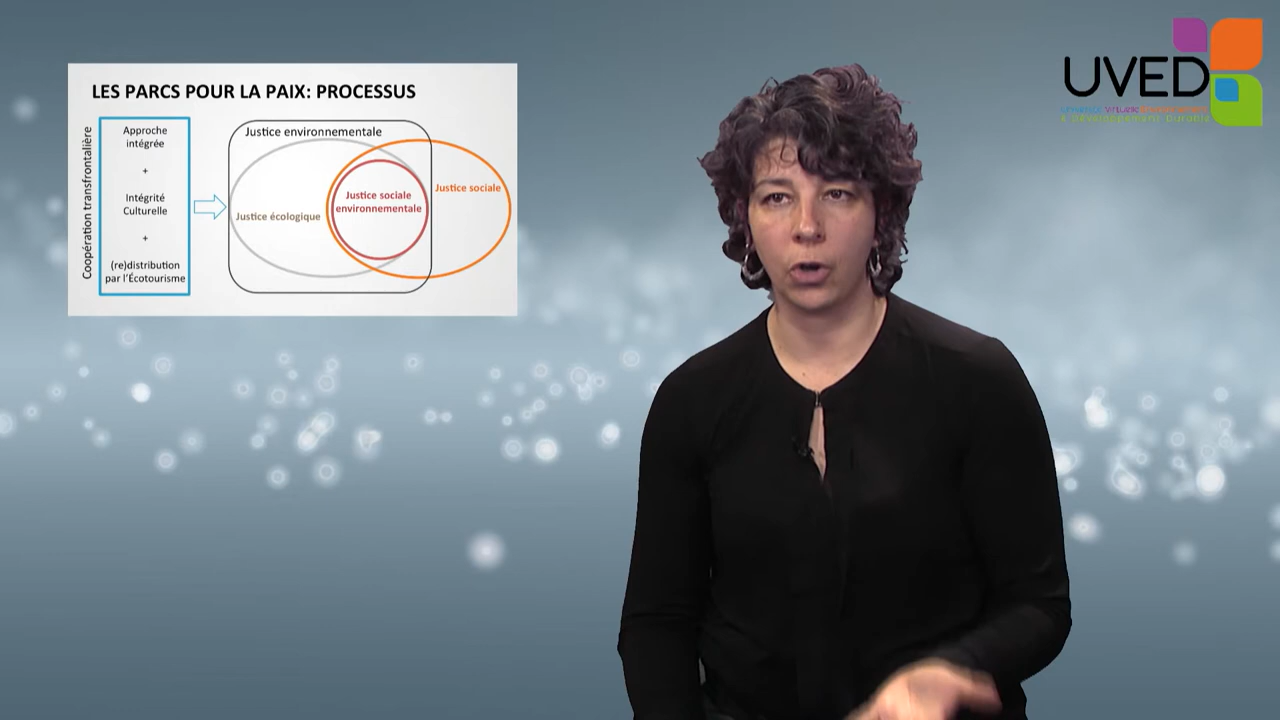 LES PARCS POUR LA PAIX: PROCESSUS
Coopération transfrontalière
Approche
intégrée
+
Intégrité
Culturelle
+
(re)distribution
par l'Écotourisme
Justice environnementale
Justice écologique
Justice sociale
environnementale
Justice sociale
UVED